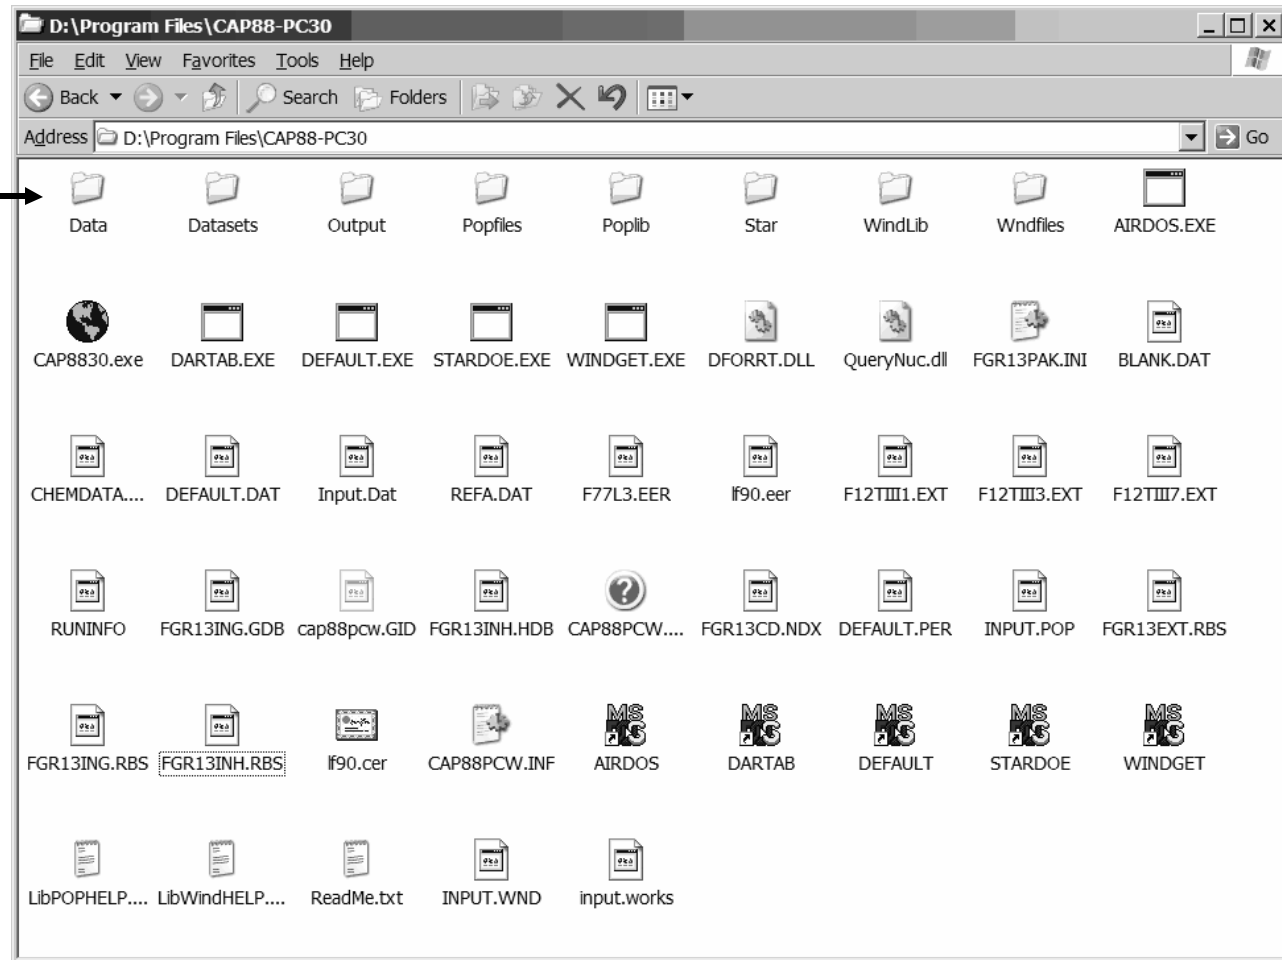 D:\Program Files\CAP88-PC30
File Edit View Favorites Tools Help
Back Search Folders
Address D:\Program Files\CAP88-PC30 Go
Data Datasets Output Popfiles Poplib Star WindLib Wndfiles AIRDOS.EXE
CAP8830.exe DARTAB.EXE DEFAULT.EXE STARDOE.EXE WINDGET.EXE DFORRT.DLL QueryNuc.dll FGR13PAK.INI BLANK.DAT
CHEMDATA.... DEFAULT.DAT Input.Dat REFA.DAT F77L3.EER lf90.eer F12TIII1.EXT F12TIII3.EXT F12TIII7.EXT
RUNINFO FGR13ING.GDB cap88pcw.GID FGR13INH.HDB CAP88PCW.... FGR13CD.NDX DEFAULT.PER INPUT.POP FGR13EXT.RBS
FGR13ING.RBS FGR13INH.RBS lf90.cer CAP88PCW.INF AIRDOS DARTAB DEFAULT STARDOE WINDGET
LibPOPHELP.... LibWindHELP.... ReadMe.txt INPUT.WND input.works